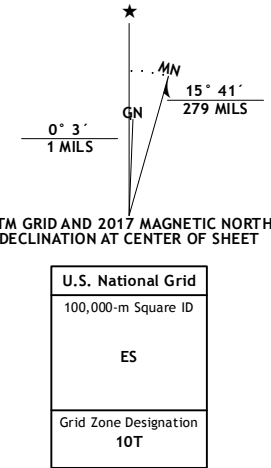 ★
MN
GN
15° 41´
279 MILS
0° 3´
1 MILS
TM GRID AND 2017 MAGNETIC NORTH
DECLINATION AT CENTER OF SHEET
U.S. National Grid
100,000-m Square ID
ES
Grid Zone Designation
10T